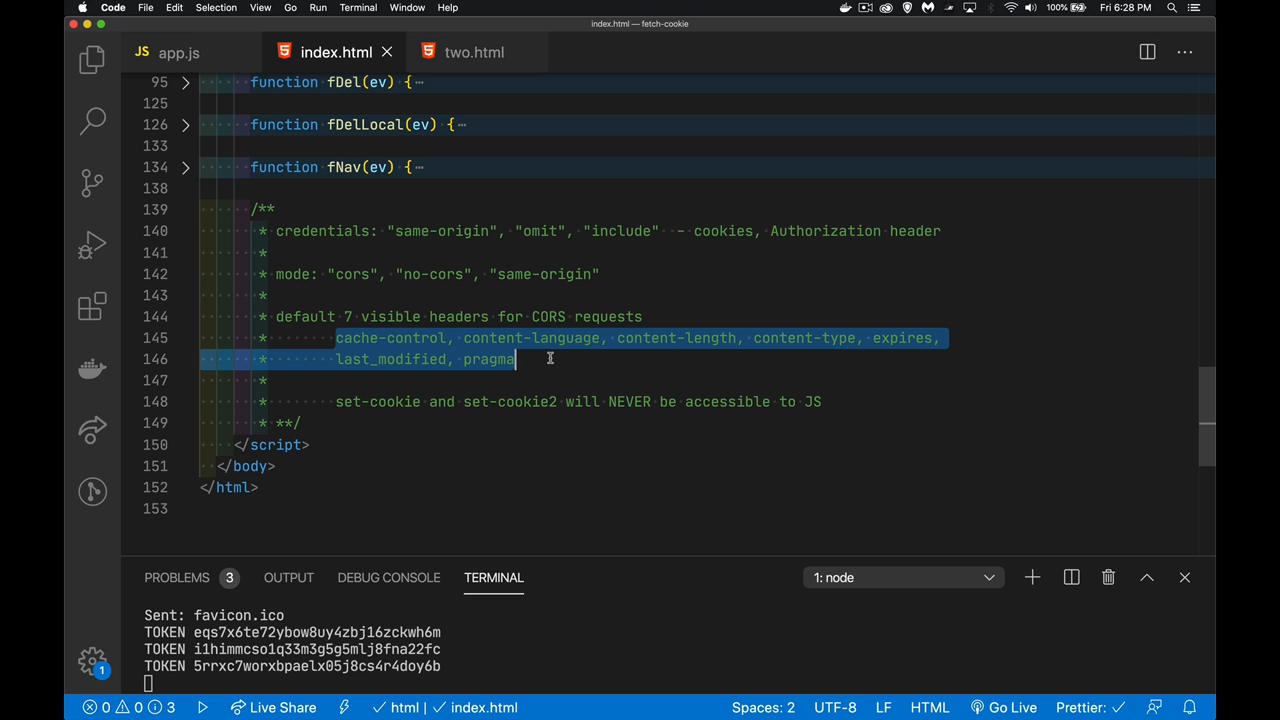 Code File Edit Selection View Go Run Terminal Window Help 100% Fri 6:28 PM
index.html — fetch-cookie
JS app.js index.html two.html
95 function fDel(ev) {
125
126 function fDelLocal(ev) {
133
134 function fNav(ev) {
138
139 /**
140 * credentials: "same-origin", "omit", "include" - cookies, Authorization header
141 *
142 * mode: "cors", "no-cors", "same-origin"
143 *
144 * default 7 visible headers for CORS requests
145 * cache-control, content-language, content-length, content-type, expires,
146 * last_modified, pragma
147 *
148 * set-cookie and set-cookie2 will NEVER be accessible to JS
149 * **/
150 </script>
151 </body>
152 </html>
153
PROBLEMS 3 OUTPUT DEBUG CONSOLE TERMINAL 1: node
Sent: favicon.ico
TOKEN eqs7x6te72ybow8uy4zbj16zckwh6m
TOKEN i1himmcso1q33m3g5g5mlj8fna22fc
TOKEN 5rrxc7worxbpaelx05j8cs4r4doy6b
1
0 0 3 Live Share html | index.html Spaces: 2 UTF-8 LF HTML Go Live Prettier: